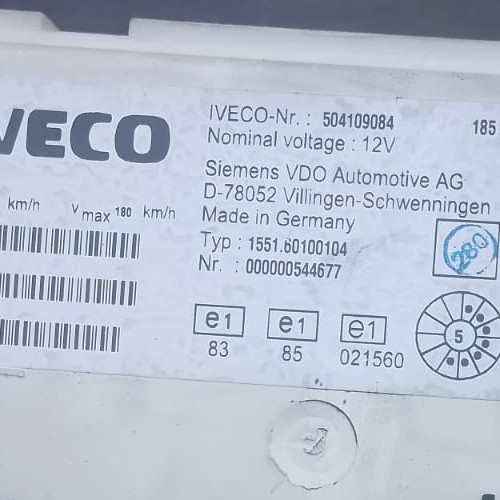 IVECO
IVECO-Nr. : 504109084 185
Nominal voltage : 12V
Siemens VDO Automotive AG
D-78052 Villingen-Schwenningen
km/h Vmax 180 km/h
Made in Germany
Typ : 1551.60100104
280
Nr. : 000000544677
e1 e1 e1
83 85 021560
5